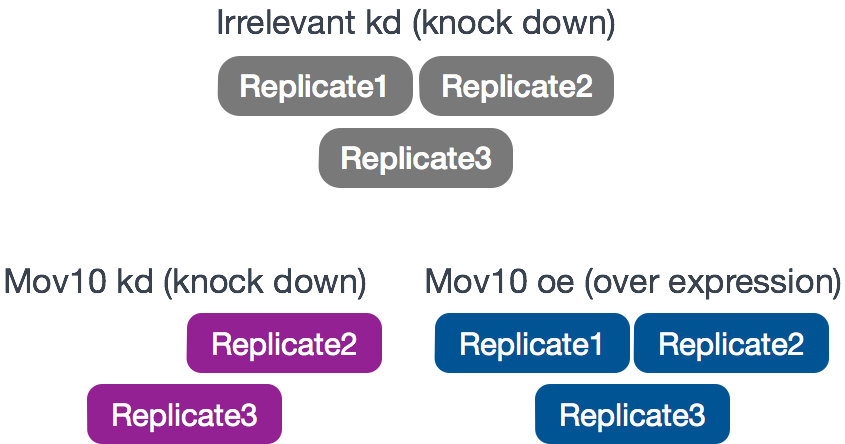 Irrelevant kd (knock down)
Replicate1 Replicate2
Replicate3
Mov10 kd (knock down)
Replicate2
Replicate3
Mov10 oe (over expression)
Replicate1 Replicate2
Replicate3